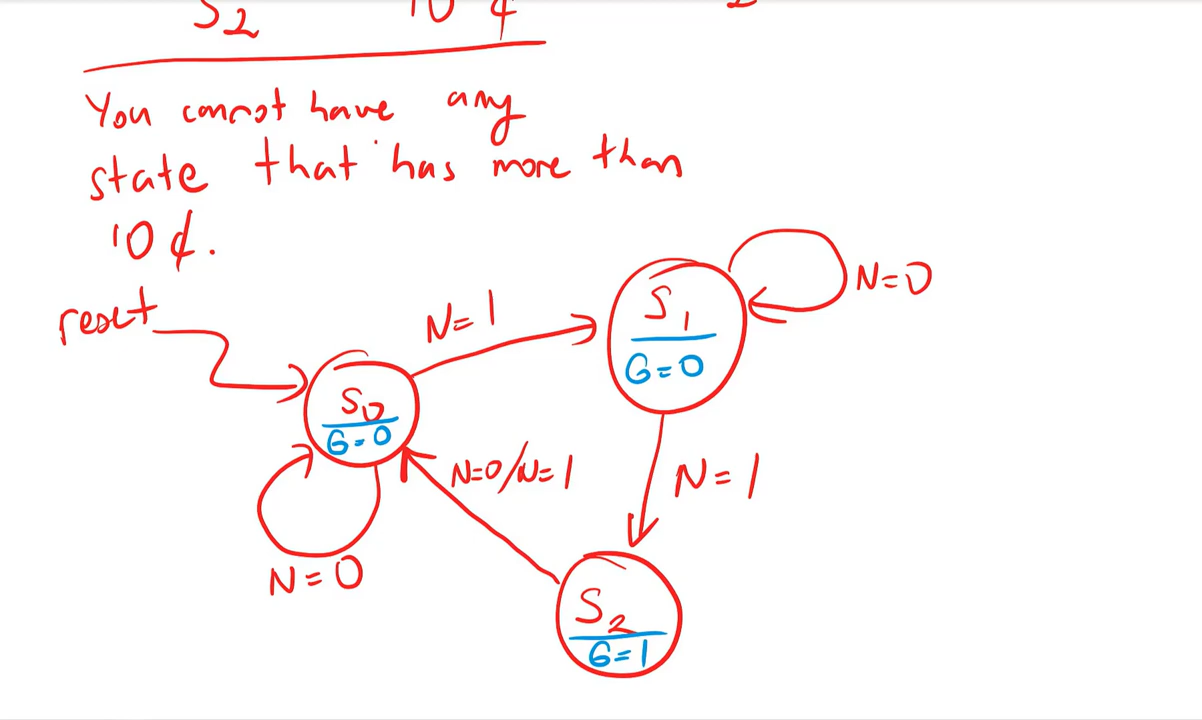 S2 10 ¢
You cannot have any
state that has more than
10 ¢.
reset
N=1
S1
G=0
N=0
S0
G=0
N=0/N=1
N=1
N=0
S2
G=1